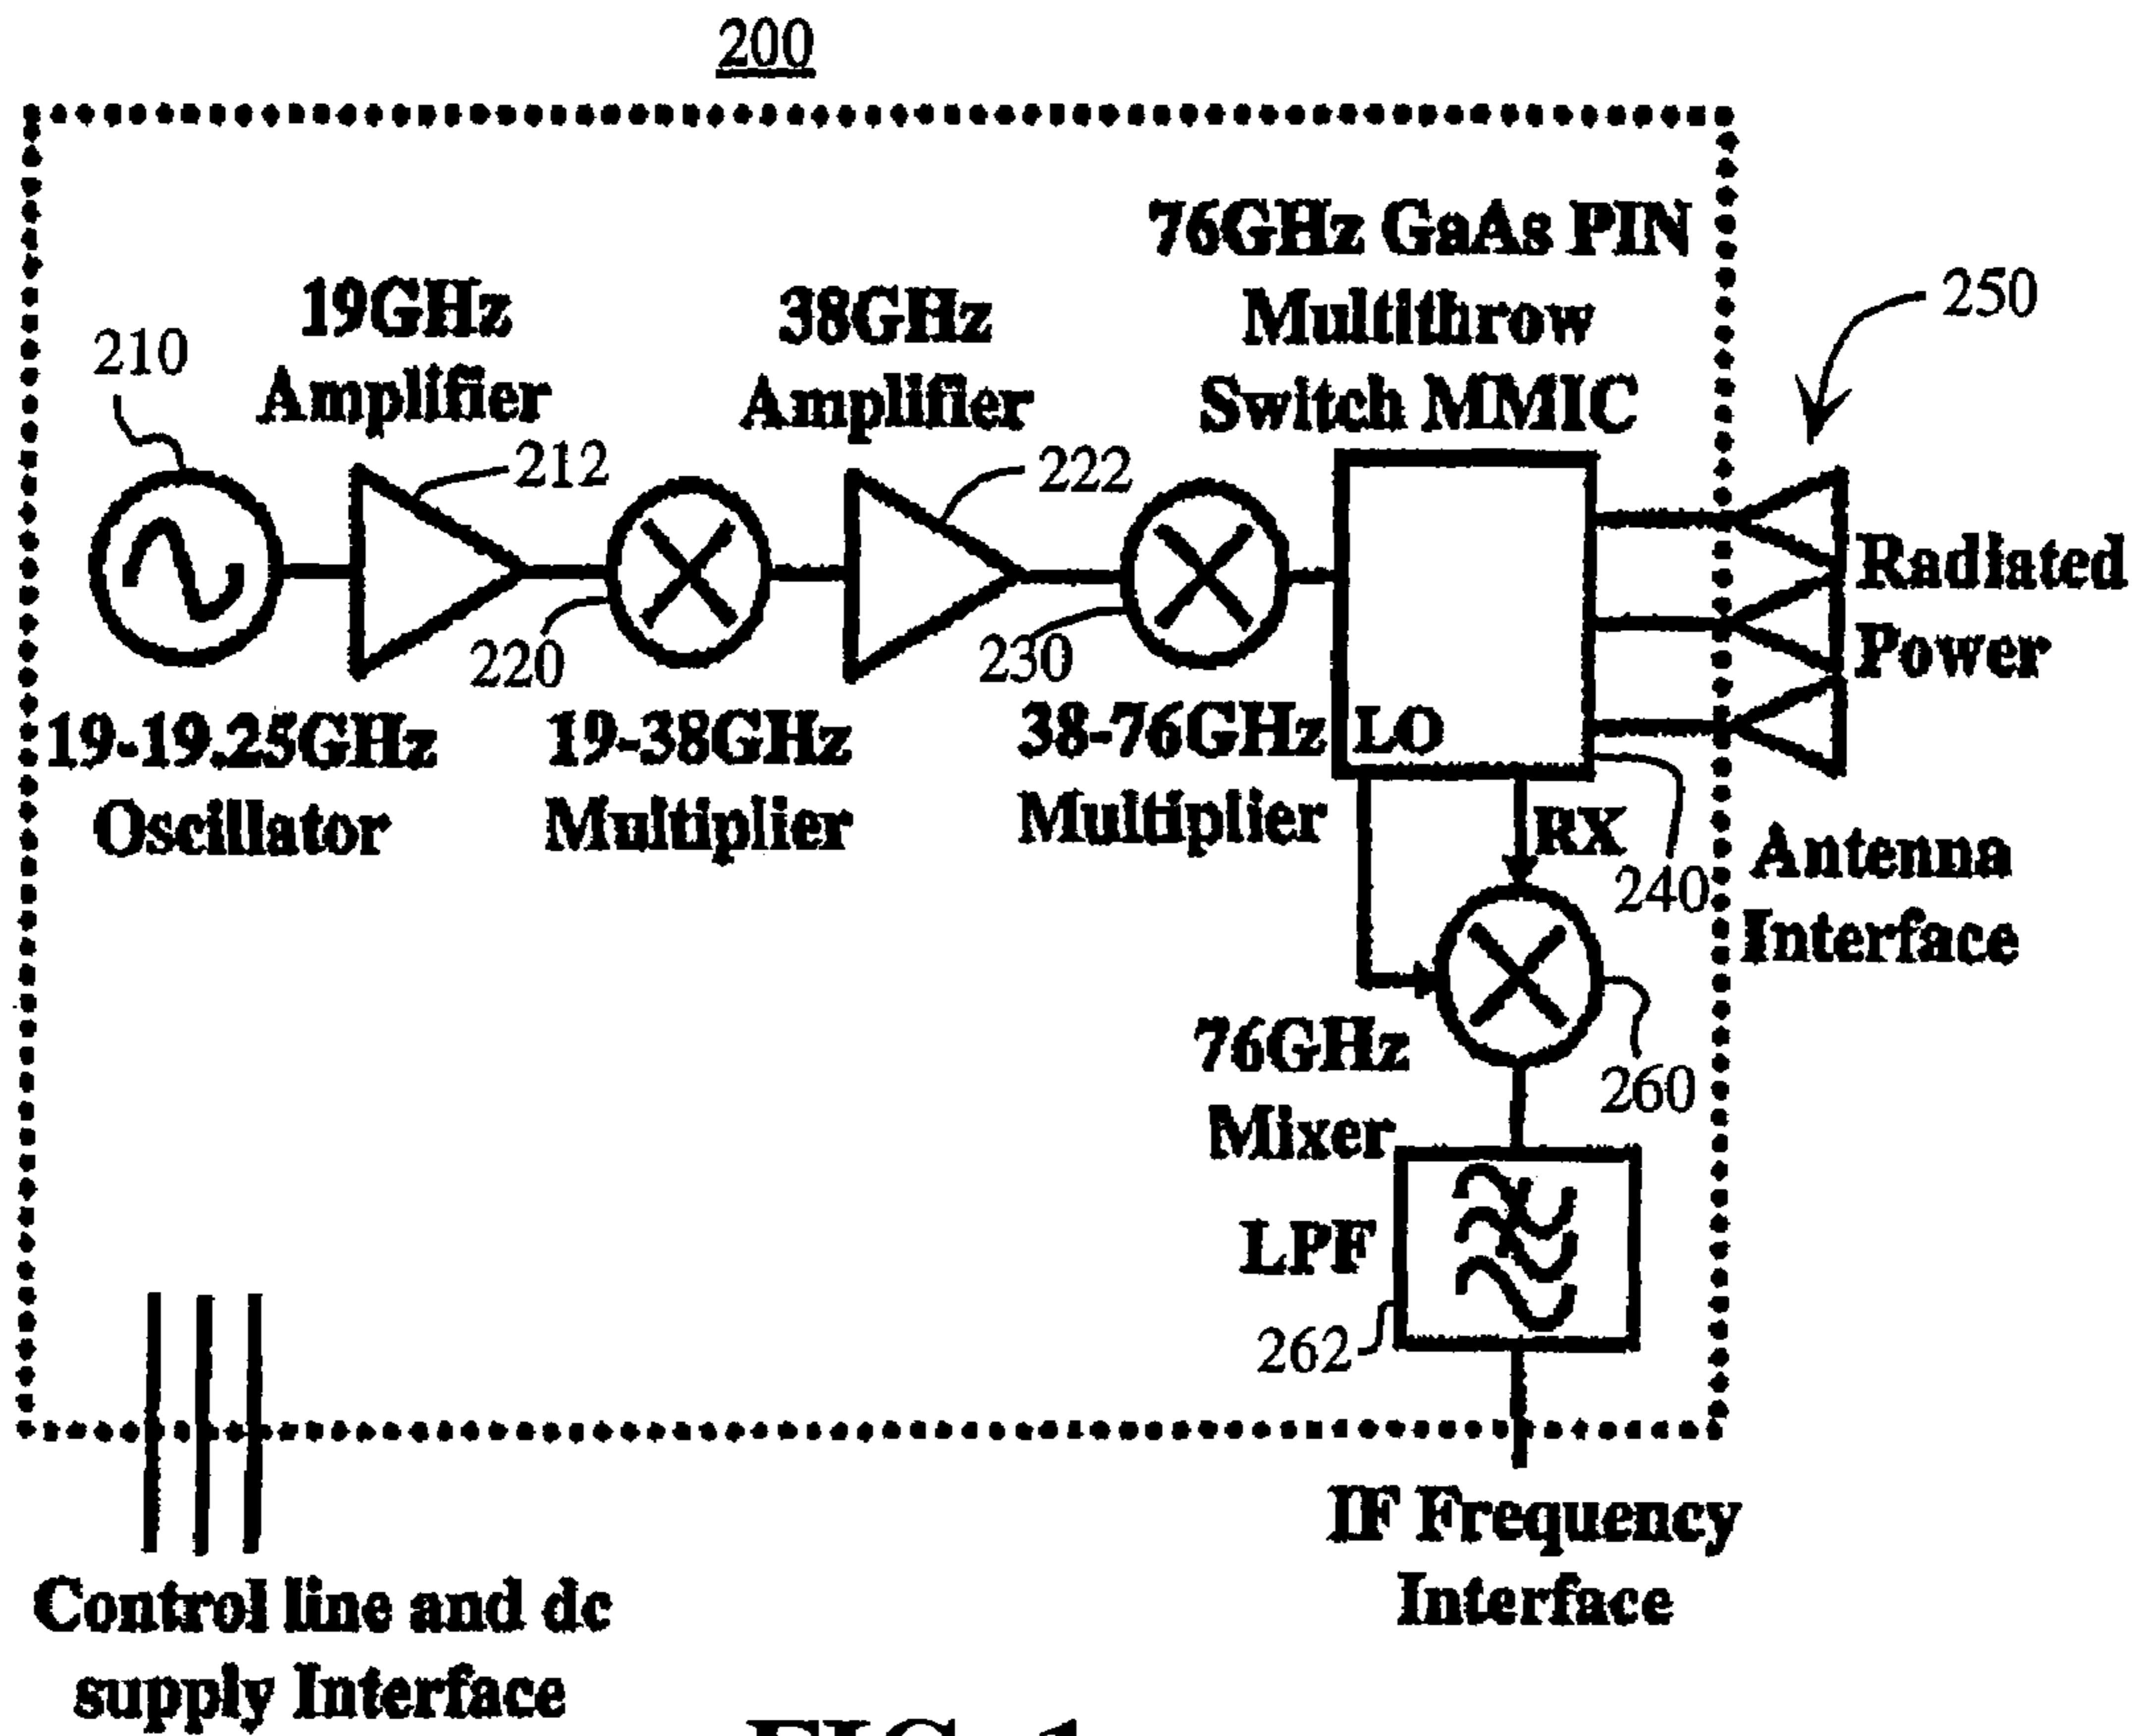 200
76GHz GaAs PIN
Multithrow
Switch MMIC
19GHz
Amplifier
38GHz
Amplifier
250
210
212
222
220
230
Radiated
Power
19-19.25GHz
Oscillator
19-38GHz
Multiplier
38-76GHz
Multiplier
LO
RX
240
Antenna
Interface
76GHz
Mixer
260
LPF
262
IF Frequency
Interface
Control line and dc
supply Interface
FIG. 1